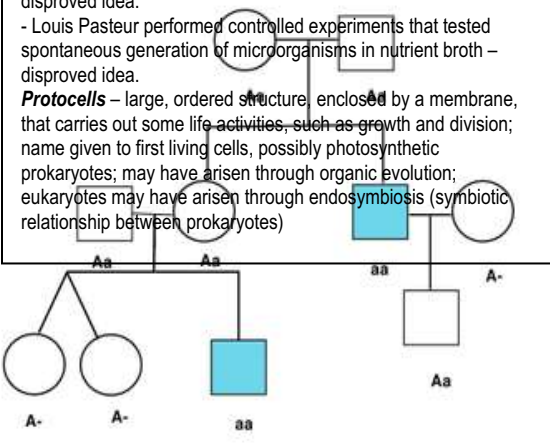 disproved idea.
- Louis Pasteur performed controlled experiments that tested
spontaneous generation of microorganisms in nutrient broth –
disproved idea.
Aa Aa
Protocells – large, ordered structure, enclosed by a membrane,
that carries out some life activities, such as growth and division;
name given to first living cells, possibly photosynthetic
prokaryotes; may have arisen through organic evolution;
eukaryotes may have arisen through endosymbiosis (symbiotic
relationship between prokaryotes)
Aa Aa aa A-
Aa
A- A- aa